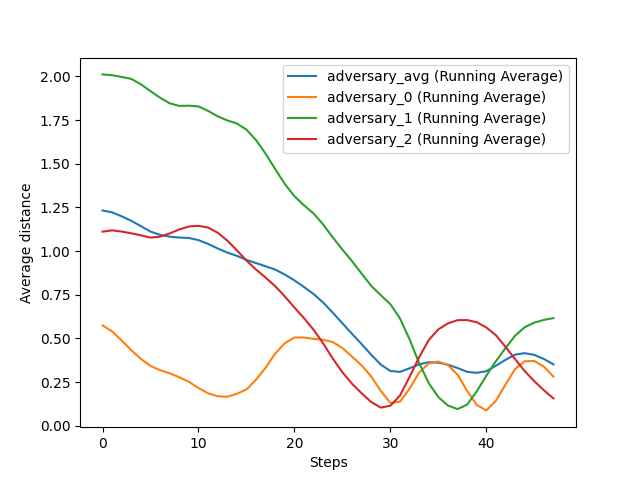 adversary_avg (Running Average)
adversary_0 (Running Average)
adversary_1 (Running Average)
adversary_2 (Running Average)
Average distance
2.00
1.75
1.50
1.25
1.00
0.75
0.50
0.25
0.00
0 10 20 30 40
Steps